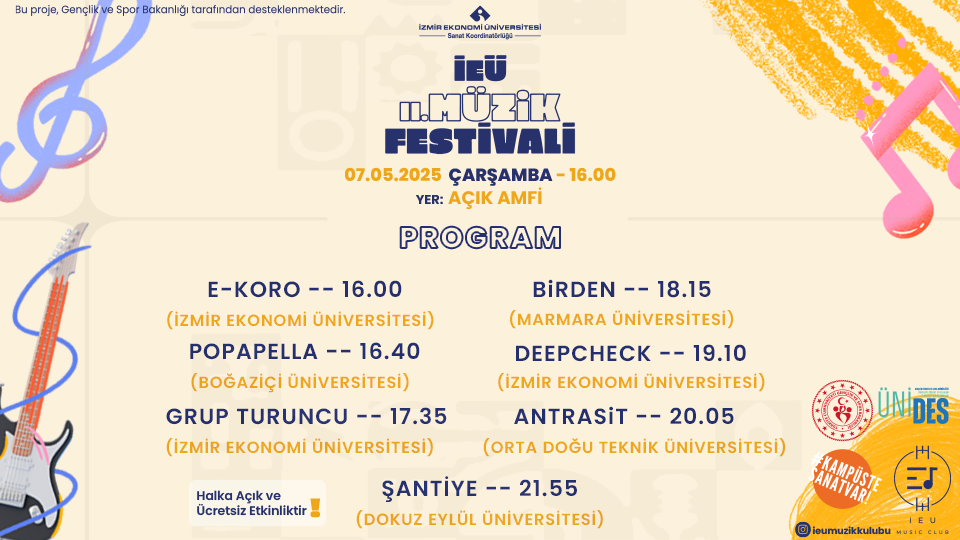 Bu proje, Gençlik ve Spor Bakanlığı tarafından desteklenmektedir.
İZMİR EKONOMİ ÜNİVERSİTESİ
Sanat Koordinatörlüğü
İEÜ
II.MÜZİK
FESTİVALİ
07.05.2025 ÇARŞAMBA - 16.00
YER: AÇIK AMFİ
PROGRAM
E-KORO -- 16.00
(İZMİR EKONOMİ ÜNİVERSİTESİ)
POPAPELLA -- 16.40
(BOĞAZİÇİ ÜNİVERSİTESİ)
GRUP TURUNCU -- 17.35
(İZMİR EKONOMİ ÜNİVERSİTESİ)
BiRDEN -- 18.15
(MARMARA ÜNİVERSİTESİ)
DEEPCHECK -- 19.10
(İZMİR EKONOMİ ÜNİVERSİTESİ)
ANTRASiT -- 20.05
(ORTA DOĞU TEKNİK ÜNİVERSİTESİ)
ŞANTİYE -- 21.55
(DOKUZ EYLÜL ÜNİVERSİTESİ)
Halka Açık ve
Ücretsiz Etkinliktir
ÜNİDES
#KAMPÜSTE
SANATVAR!
IEU
MUSIC CLUB
ieumuzikkulubu